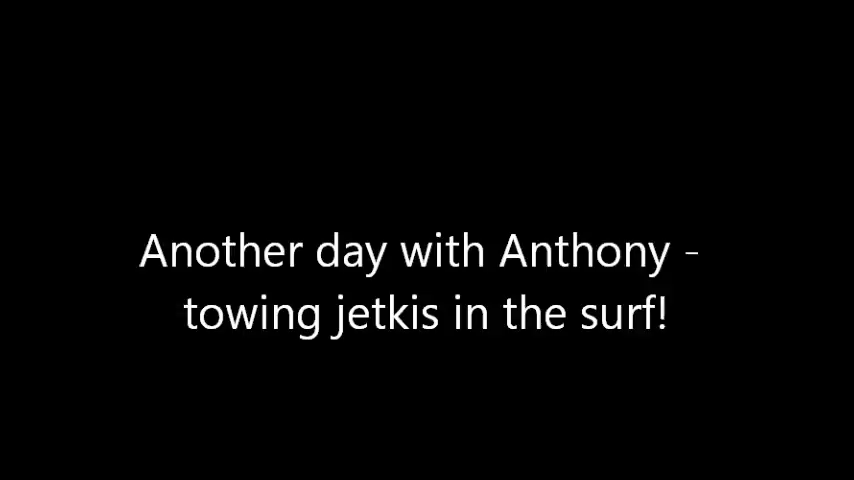 Another day with Anthony -
towing jetkis in the surf!